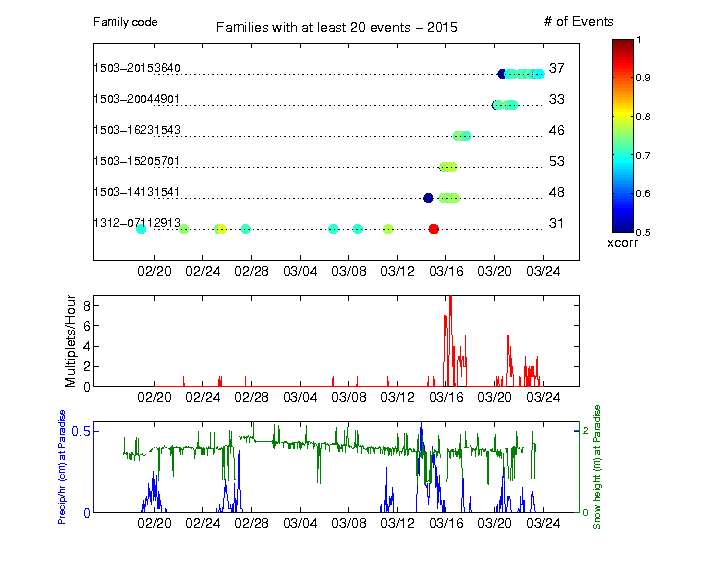 Family code
Families with at least 20 events – 2015
# of Events
1503–20153640 37
1503–20044901 33
1503–16231543 46
1503–15205701 53
1503–14131541 48
1312–07112913 31
02/20 02/24 02/28 03/04 03/08 03/12 03/16 03/20 03/24
1
0.9
0.8
0.7
0.6
0.5
xcorr
Multiplets/Hour
8
6
4
2
0
02/20 02/24 02/28 03/04 03/08 03/12 03/16 03/20 03/24
Precip/hr (cm) at Paradise
0.5
0
02/20 02/24 02/28 03/04 03/08 03/12 03/16 03/20 03/24
2
0
Snow height (m) at Paradise